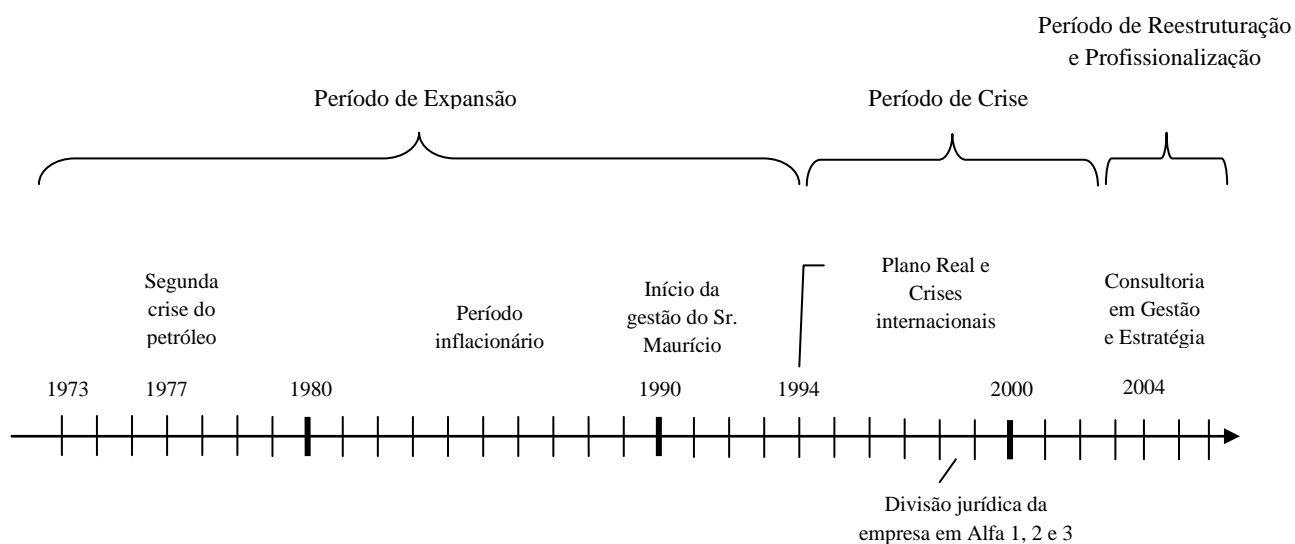 Período de Reestruturação
e Profissionalização
Período de Expansão
Período de Crise
Segunda
crise do
petróleo
Período
inflacionário
Início da
gestão do Sr.
Maurício
Plano Real e
Crises
internacionais
Consultoria
em Gestão
e Estratégia
1973
1977
1980
1990
1994
2000
2004
Divisão jurídica da
empresa em Alfa 1, 2 e 3